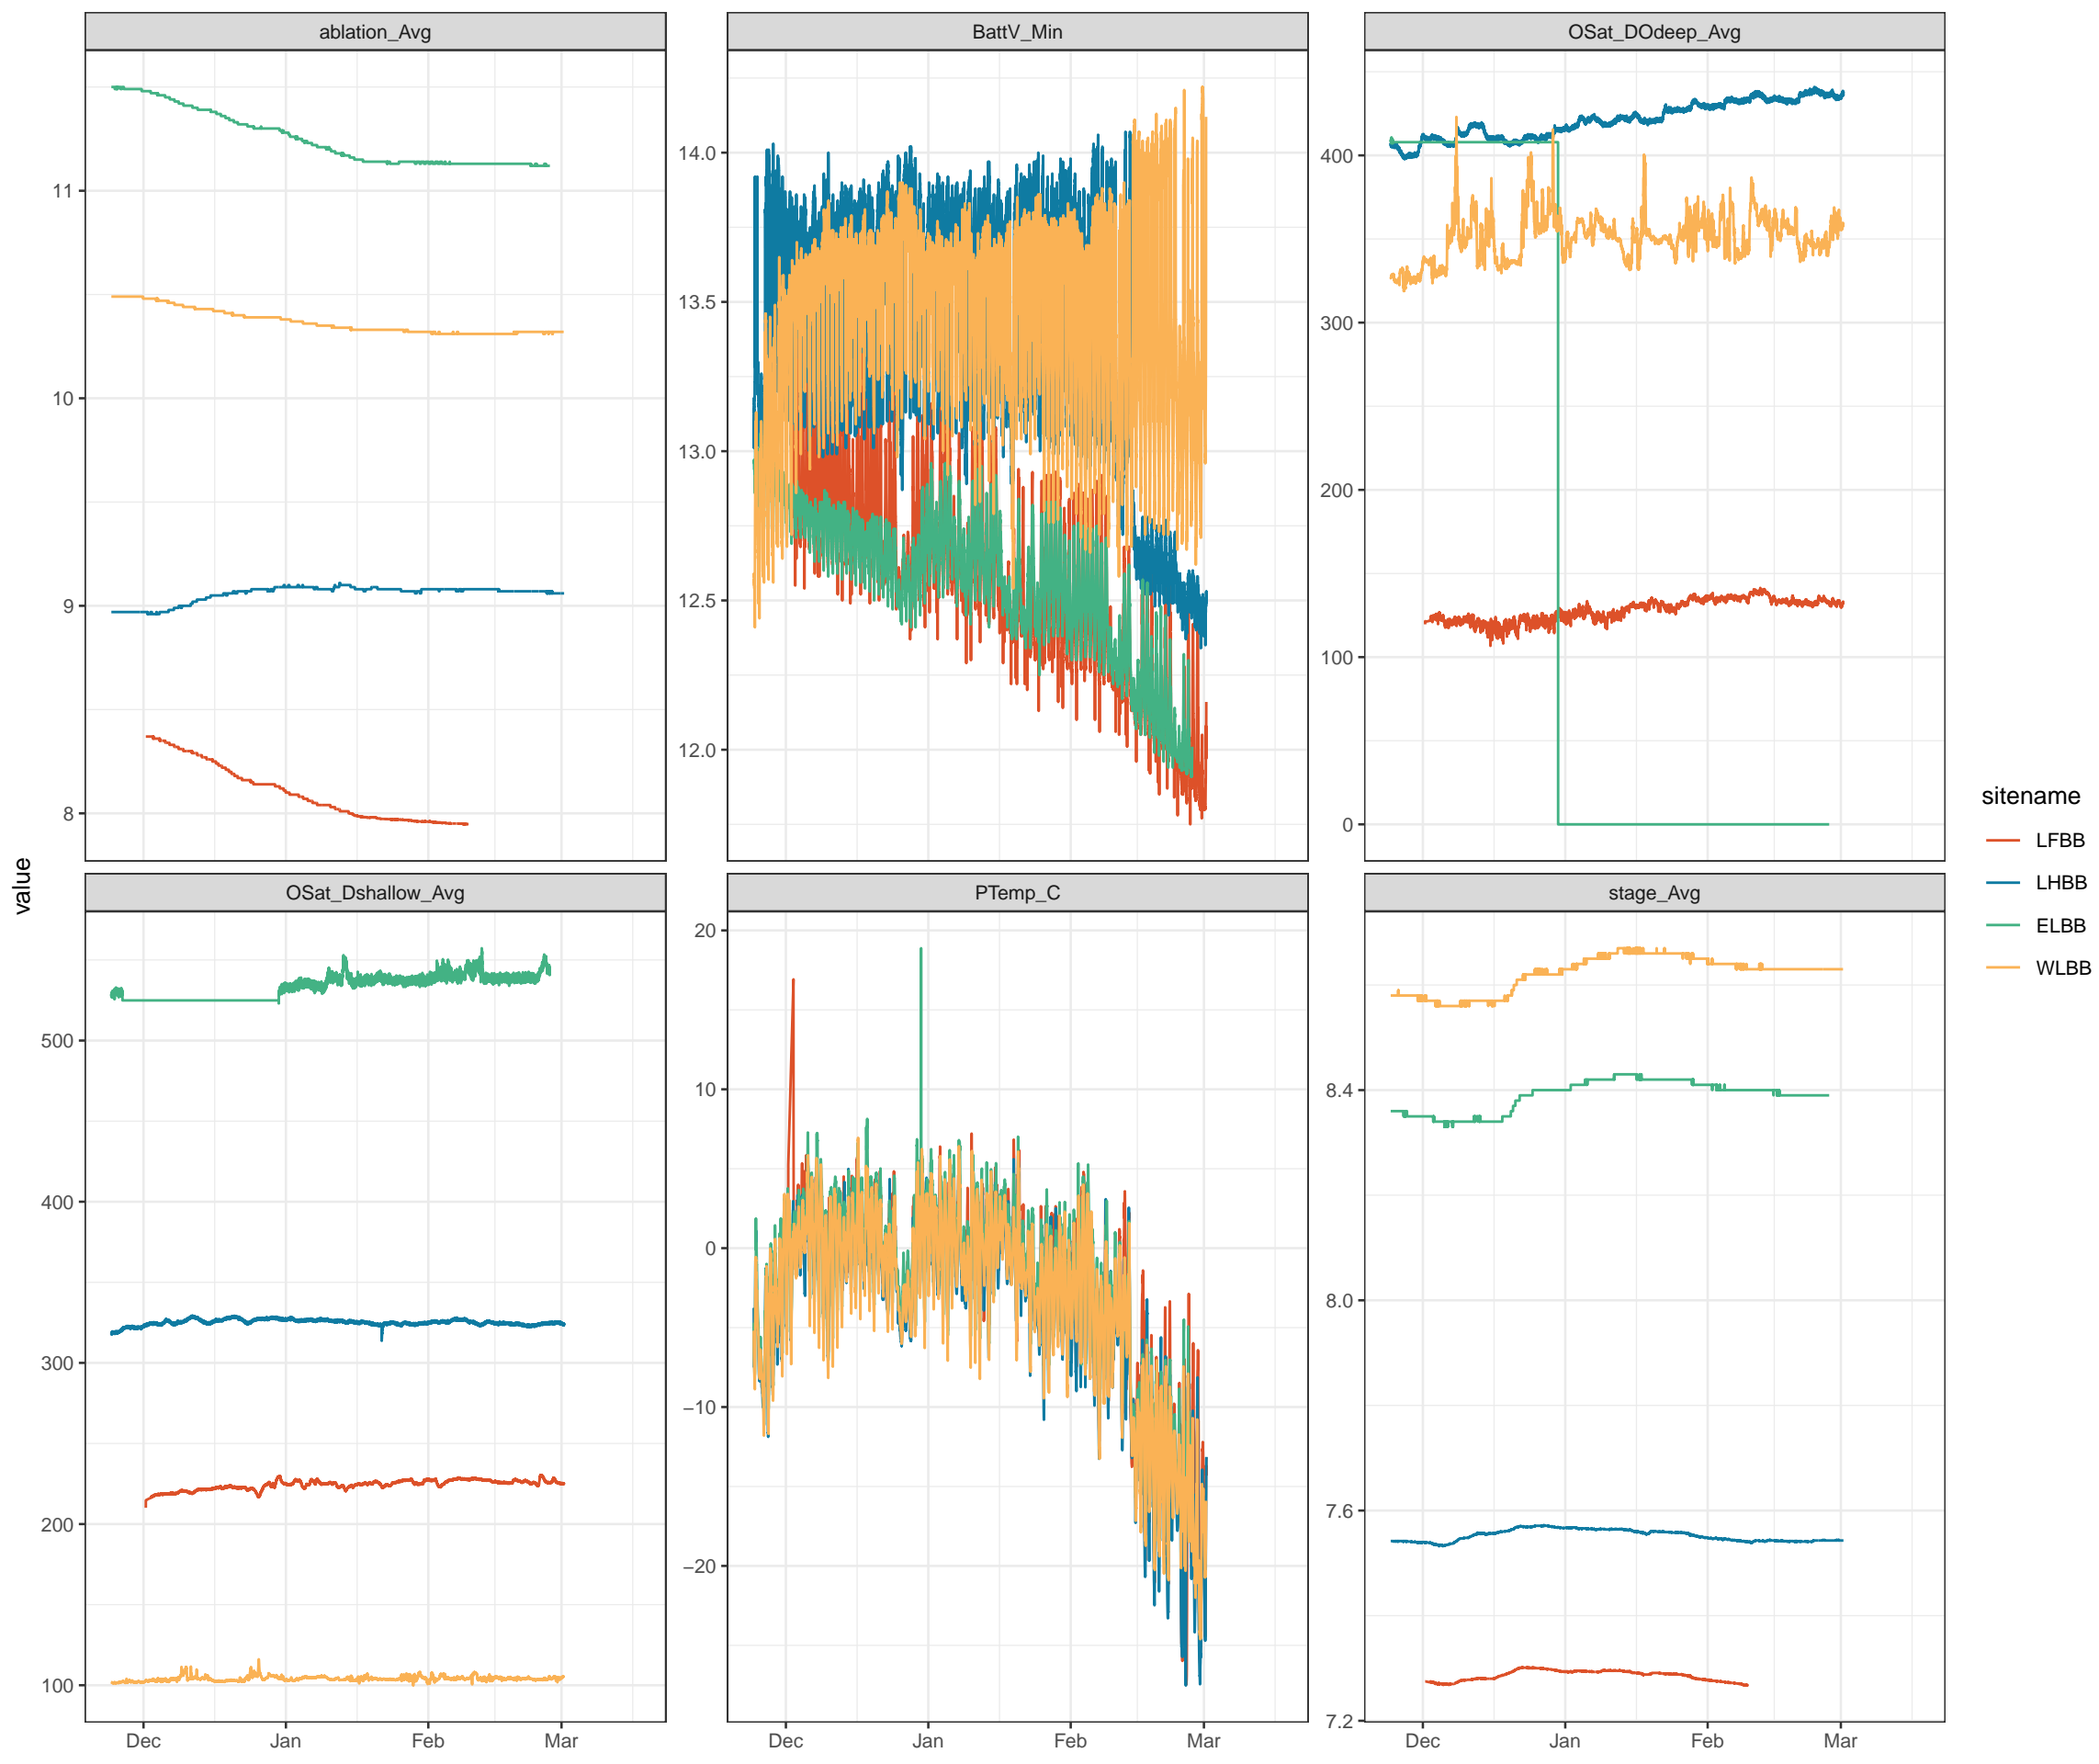 ablation_Avg
BattV_Min
OSat_DOdeep_Avg
11
10
9
8
14.0
13.5
13.0
12.5
12.0
400
300
200
100
0
value
OSat_Dshallow_Avg
PTemp_C
stage_Avg
500
400
300
200
100
20
10
0
−10
−20
8.4
8.0
7.6
7.2
Dec Jan Feb Mar
Dec Jan Feb Mar
Dec Jan Feb Mar
sitename
LFBB
LHBB
ELBB
WLBB